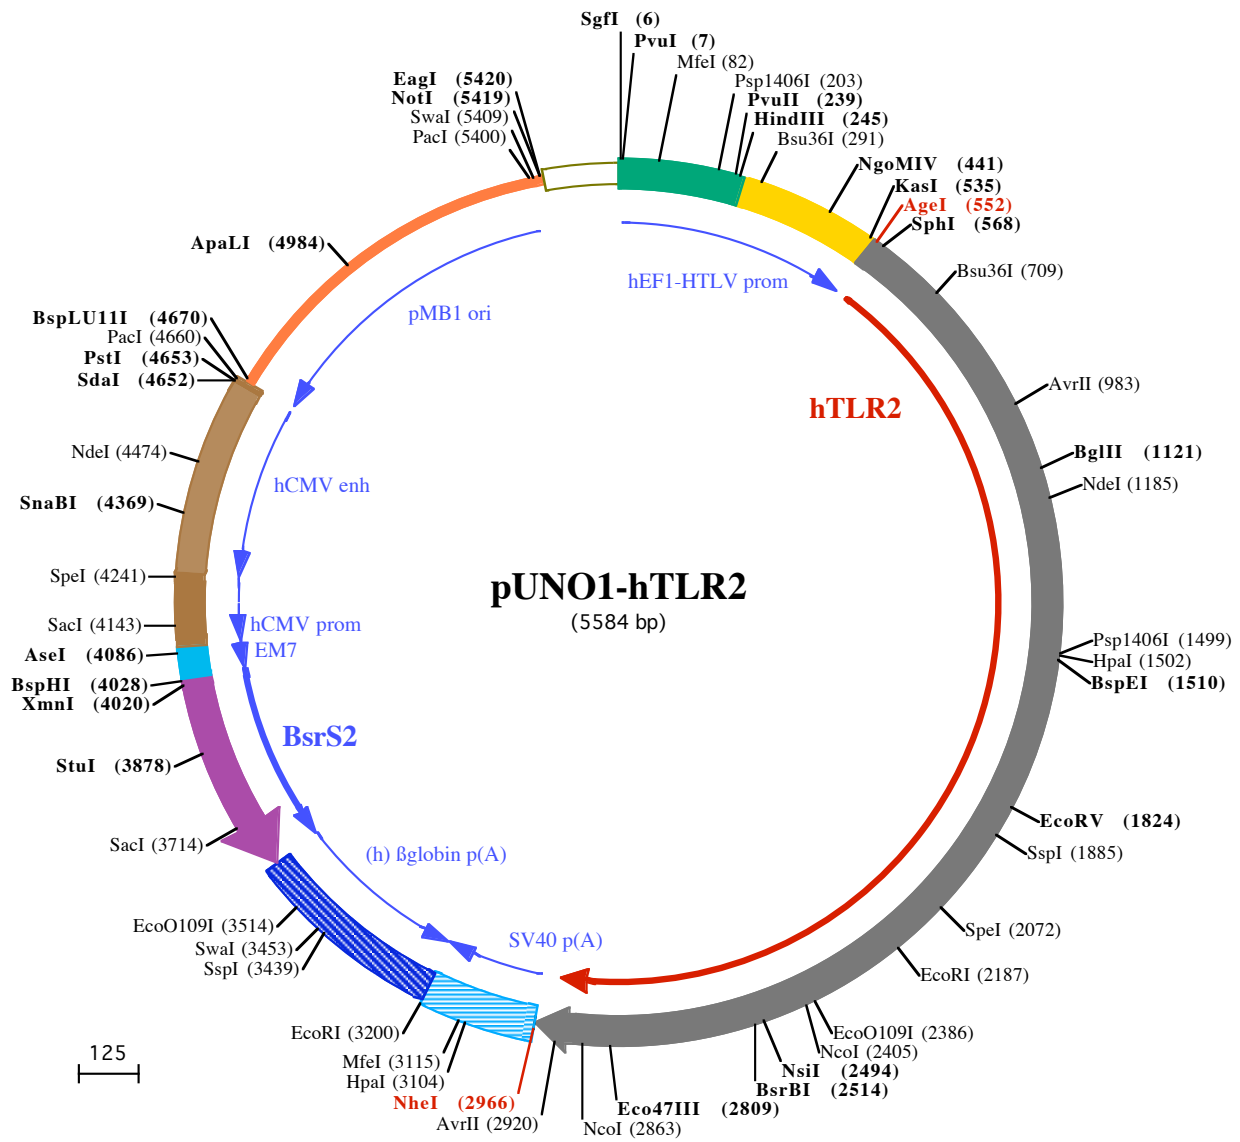 SgfI (6)
PvuI (7)
MfeI (82)
Psp1406I (203)
PvuII (239)
HindIII (245)
Bsu36I (291)
NgoMIV (441)
KasI (535)
AgeI (552)
SphI (568)
Bsu36I (709)
AvrII (983)
BglII (1121)
NdeI (1185)
Psp1406I (1499)
HpaI (1502)
BspEI (1510)
EcoRV (1824)
SspI (1885)
SpeI (2072)
EcoRI (2187)
EcoO109I (2386)
NcoI (2405)
NsiI (2494)
BsrBI (2514)
Eco47III (2809)
NcoI (2863)
AvrII (2920)
NheI (2966)
HpaI (3104)
MfeI (3115)
EcoRI (3200)
SspI (3439)
SwaI (3453)
EcoO109I (3514)
SacI (3714)
StuI (3878)
XmnI (4020)
BspHI (4028)
AseI (4086)
SacI (4143)
SpeI (4241)
SnaBI (4369)
NdeI (4474)
SdaI (4652)
PstI (4653)
PacI (4660)
BspLU11I (4670)
ApaLI (4984)
PacI (5400)
SwaI (5409)
NotI (5419)
EagI (5420)
hEF1-HTLV prom
hTLR2
pMB1 ori
hCMV enh
hCMV prom
EM7
BsrS2
(h) ßglobin p(A)
SV40 p(A)
pUNO1-hTLR2
(5584 bp)
125